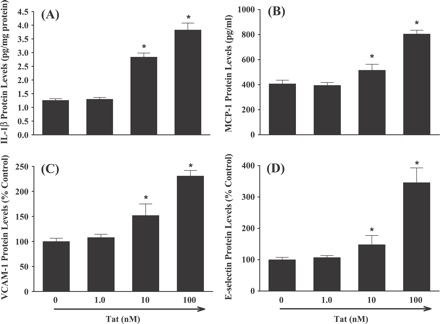 (A)
IL-1β Protein Levels (pg/mg protein)
4.5
4.0
3.5
3.0
2.5
2.0
1.5
1.0
0.5
0.0
*
*
(B)
MCP-1 Protein Levels (pg/ml)
1000
800
600
400
200
0
*
*
(C)
VCAM-1 Protein Levels (% Control)
250
200
150
100
50
0
*
*
0 1.0 10 100
Tat (nM)
(D)
E-selectin Protein Levels (% Control)
400
300
200
100
0
*
*
0 1.0 10 100
Tat (nM)